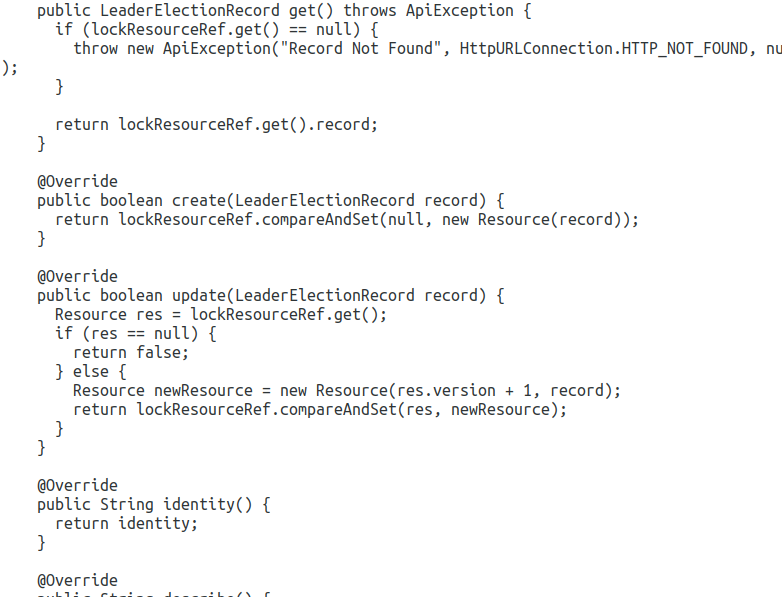 public LeaderElectionRecord get() throws ApiException {
if (lockResourceRef.get() == null) {
throw new ApiException("Record Not Found", HttpURLConnection.HTTP_NOT_FOUND, nu
);
}
return lockResourceRef.get().record;
}
@Override
public boolean create(LeaderElectionRecord record) {
return lockResourceRef.compareAndSet(null, new Resource(record));
}
@Override
public boolean update(LeaderElectionRecord record) {
Resource res = lockResourceRef.get();
if (res == null) {
return false;
} else {
Resource newResource = new Resource(res.version + 1, record);
return lockResourceRef.compareAndSet(res, newResource);
}
}
@Override
public String identity() {
return identity;
}
@Override
public String describe() {